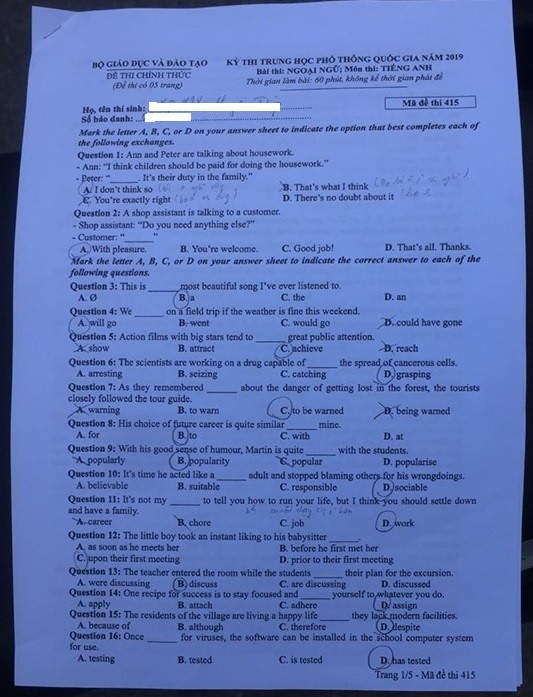 BỘ GIÁO DỤC VÀ ĐÀO TẠO
ĐỀ THI CHÍNH THỨC
(Đề thi có 05 trang)
KỲ THI TRUNG HỌC PHỔ THÔNG QUỐC GIA NĂM 2019
Bài thi: NGOẠI NGỮ; Môn thi: TIẾNG ANH
Thời gian làm bài: 60 phút, không kể thời gian phát đề
Họ, tên thí sinh:
Số báo danh:
Mã đề thi 415
Mark the letter A, B, C, or D on your answer sheet to indicate the option that best completes each of
the following exchanges.
Question 1: Ann and Peter are talking about housework.
- Ann: "I think children should be paid for doing the housework."
- Peter: "______. It's their duty in the family."
A. I don't think so B. That's what I think
C. You're exactly right D. There's no doubt about it
Question 2: A shop assistant is talking to a customer.
- Shop assistant: "Do you need anything else?"
- Customer: "______"
A. With pleasure. B. You're welcome. C. Good job! D. That's all. Thanks.
Mark the letter A, B, C, or D on your answer sheet to indicate the correct answer to each of the
following questions.
Question 3: This is ______ most beautiful song I've ever listened to.
A. Ø B. a C. the D. an
Question 4: We ______ on a field trip if the weather is fine this weekend.
A. will go B. went C. would go D. could have gone
Question 5: Action films with big stars tend to ______ great public attention.
A. show B. attract C. achieve D. reach
Question 6: The scientists are working on a drug capable of ______ the spread of cancerous cells.
A. arresting B. seizing C. catching D. grasping
Question 7: As they remembered ______ about the danger of getting lost in the forest, the tourists
closely followed the tour guide.
A. warning B. to warn C. to be warned D. being warned
Question 8: His choice of future career is quite similar ______ mine.
A. for B. to C. with D. at
Question 9: With his good sense of humour, Martin is quite ______ with the students.
A. popularly B. popularity C. popular D. popularise
Question 10: It's time he acted like a ______ adult and stopped blaming others for his wrongdoings.
A. believable B. suitable C. responsible D. sociable
Question 11: It's not my ______ to tell you how to run your life, but I think you should settle down
and have a family.
A. career B. chore C. job D. work
Question 12: The little boy took an instant liking to his babysitter ______.
A. as soon as he meets her B. before he first met her
C. upon their first meeting D. prior to their first meeting
Question 13: The teacher entered the room while the students ______ their plan for the excursion.
A. were discussing B. discuss C. are discussing D. discussed
Question 14: One recipe for success is to stay focused and ______ yourself to whatever you do.
A. apply B. attach C. adhere D. assign
Question 15: The residents of the village are living a happy life ______ they lack modern facilities.
A. because of B. although C. therefore D. despite
Question 16: Once ______ for viruses, the software can be installed in the school computer system
for use.
A. testing B. tested C. is tested D. has tested
Trang 1/5 - Mã đề thi 415